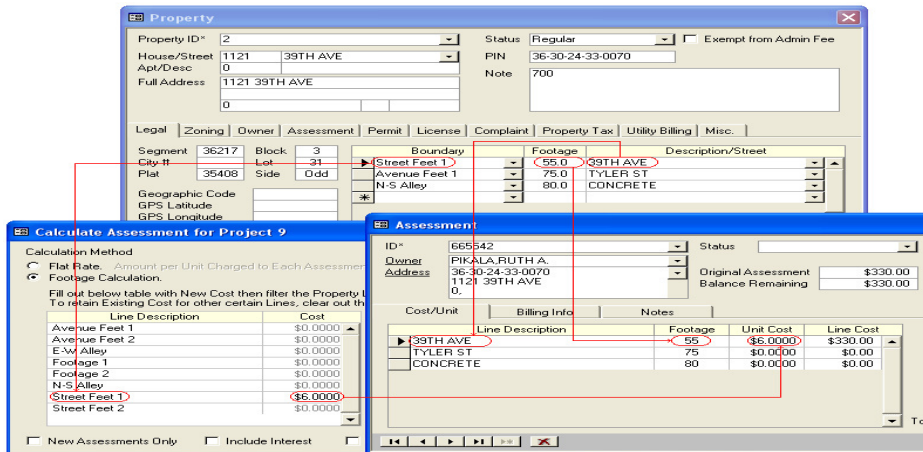 Property
Property ID* 2 Status Regular Exempt from Admin Fee
House/Street 1121 39TH AVE PIN 36-30-24-33-0070
Apt/Desc 0 Note 700
Full Address 1121 39TH AVE
0
Legal Zoning Owner Assessment Permit License Complaint Property Tax Utility Billing Misc.
Segment 36217 Block 3 Boundary Footage Description/Street
City # Lot 31 Street Feet 1 55.0 39TH AVE
Plat 35408 Side Odd Avenue Feet 1 75.0 TYLER ST
N-S Alley 80.0 CONCRETE
Geographic Code
GPS Latitude
GPS Longitude
Calculate Assessment for Project 9
Calculation Method
Flat Rate. Amount per Unit Charged to Each Assessmen
Footage Calculation.
Fill out below table with New Cost then filter the Property L
To retain Existing Cost for other certain Lines, clear out th
Line Description Cost
Avenue Feet 1 $0.0000
Avenue Feet 2 $0.0000
E-W Alley $0.0000
Footage 1 $0.0000
Footage 2 $0.0000
N-S Alley $0.0000
Street Feet 1 $6.0000
Street Feet 2 $0.0000
New Assessments Only Include Interest
Assessment
ID* 665542 Status
Owner PIKALA,RUTH A.
Address 36-30-24-33-0070 Original Assessment $330.00
1121 39TH AVE Balance Remaining $330.00
0,
Cost/Unit Billing Info Notes
Line Description Footage Unit Cost Line Cost
39TH AVE 55 $6.0000 $330.00
TYLER ST 75 $0.0000 $0.00
CONCRETE 80 $0.0000 $0.00
To